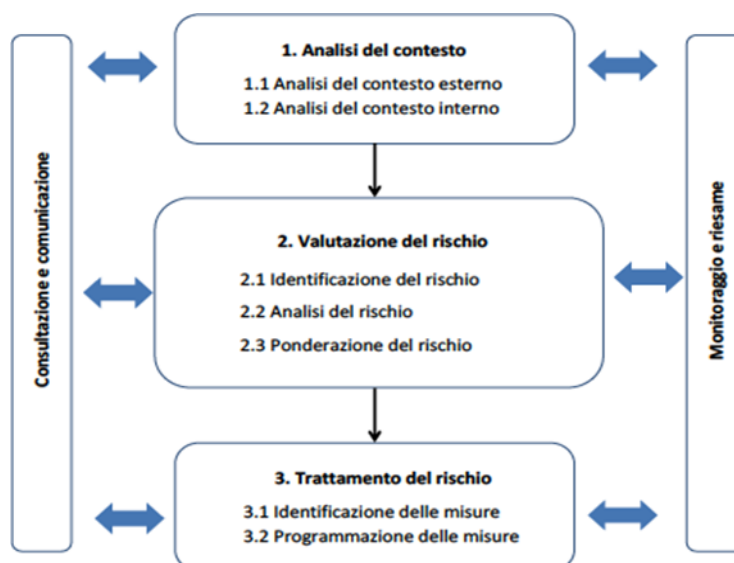 Consultazione e comunicazione
1. Analisi del contesto
1.1 Analisi del contesto esterno
1.2 Analisi del contesto interno
2. Valutazione del rischio
2.1 Identificazione del rischio
2.2 Analisi del rischio
2.3 Ponderazione del rischio
3. Trattamento del rischio
3.1 Identificazione delle misure
3.2 Programmazione delle misure
Monitoraggio e riesame